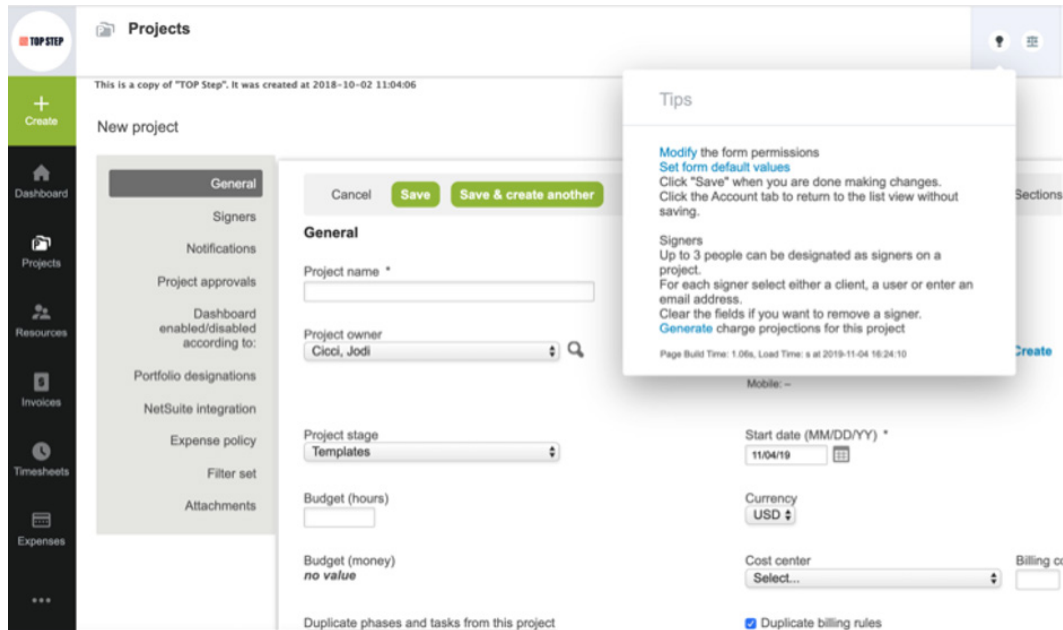 TOP STEP
Projects
This is a copy of "TOP Step". It was created at 2018-10-02 11:04:06
New project
Create
Dashboard
Projects
Resources
Invoices
Timesheets
Expenses
General
Signers
Notifications
Project approvals
Dashboard
enabled/disabled
according to:
Portfolio designations
NetSuite integration
Expense policy
Filter set
Attachments
Cancel Save Save & create another
Sections
General
Project name *
Project owner
Cicci, Jodi
Create
Mobile: –
Project stage
Templates
Start date (MM/DD/YY) *
11/04/19
Budget (hours)
Currency
USD
Budget (money)
no value
Cost center
Select...
Billing
Duplicate phases and tasks from this project
Duplicate billing rules
Tips
Modify the form permissions
Set form default values
Click "Save" when you are done making changes.
Click the Account tab to return to the list view without
saving.
Signers
Up to 3 people can be designated as signers on a
project.
For each signer select either a client, a user or enter an
email address.
Clear the fields if you want to remove a signer.
Generate charge projections for this project
Page Build Time: 1.06s, Load Time: s at 2019-11-04 16:24:10